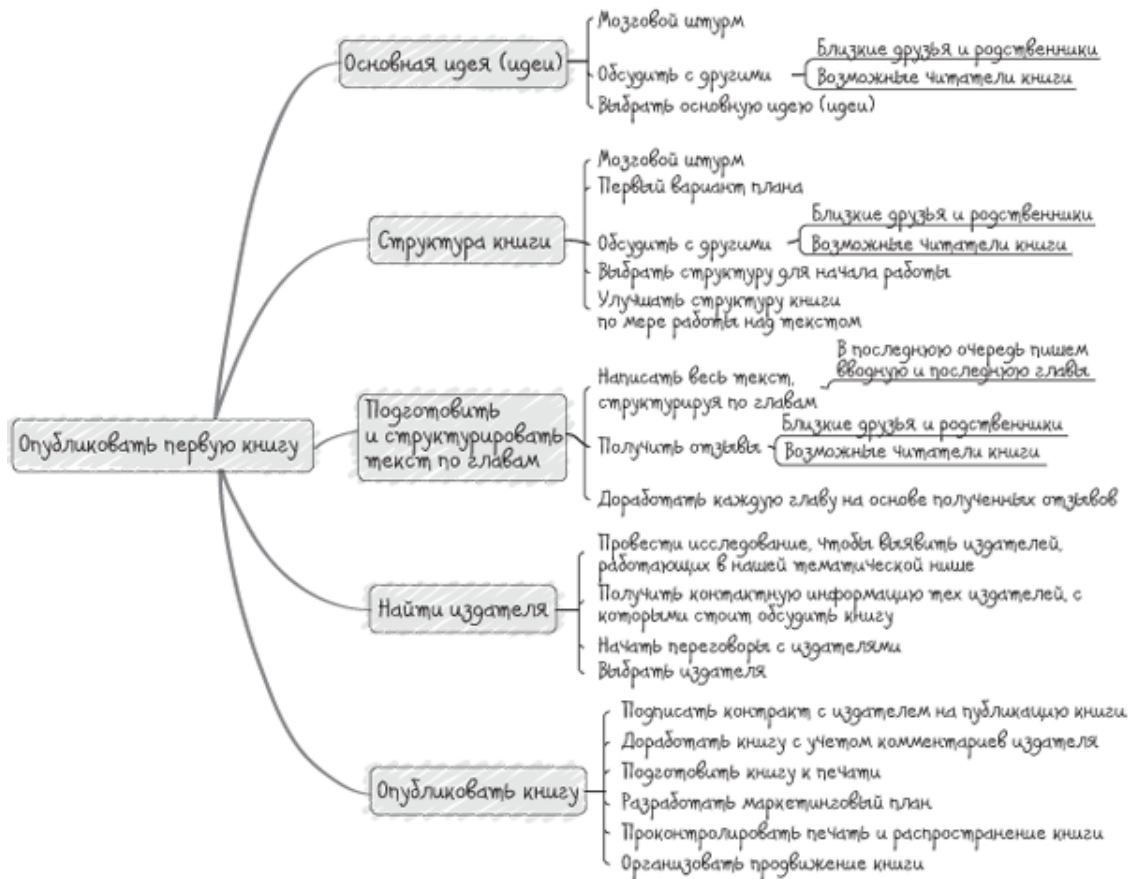 Опубликовать первую книгу
Основная идея (идеи)
Мозговой штурм
Обсудить с другими
Близкие друзья и родственники
Возможные читатели книги
Выбрать основную идею (идеи)
Структура книги
Мозговой штурм
Первый вариант плана
Обсудить с другими
Близкие друзья и родственники
Возможные читатели книги
Выбрать структуру для начала работы
Улучшать структуру книги
по мере работы над текстом
Подготовить
и структурировать
текст по главам
Написать весь текст,
структурируя по главам
В последнюю очередь пишем
вводную и последнюю главы
Получить отзывы
Близкие друзья и родственники
Возможные читатели книги
Доработать каждую главу на основе полученных отзывов
Найти издателя
Провести исследование, чтобы выявить издателей,
работающих в нашей тематической нише
Получить контактную информацию тех издателей, с
которыми стоит обсудить книгу
Начать переговоры с издателями
Выбрать издателя
Опубликовать книгу
Подписать контракт с издателем на публикацию книги
Доработать книгу с учетом комментариев издателя
Подготовить книгу к печати
Разработать маркетинговый план
Проконтролировать печать и распространение книги
Организовать продвижение книги